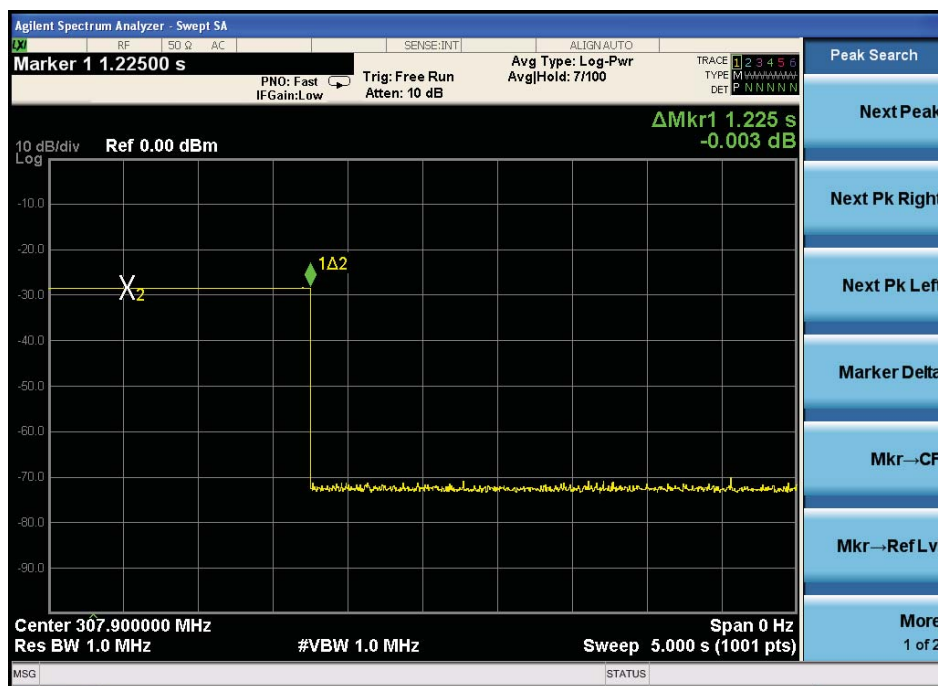 Agilent Spectrum Analyzer - Swept SA
LXI RF 50 Ω AC SENSE:INT ALIGN AUTO
Marker 1 1.22500 s
PNO: Fast
IFGain:Low
Trig: Free Run
Atten: 10 dB
Avg Type: Log-Pwr
Avg|Hold: 7/100
TRACE 1 2 3 4 5 6
TYPE M
DET P N N N N N
Peak Search
Next Peak
Next Pk Right
Next Pk Left
Marker Delta
Mkr→CF
Mkr→Ref Lv
More
1 of 2
ΔMkr1 1.225 s
-0.003 dB
10 dB/div Ref 0.00 dBm
Log
-10.0
-20.0
-30.0
-40.0
-50.0
-60.0
-70.0
-80.0
-90.0
1Δ2
X2
Center 307.900000 MHz
Span 0 Hz
Res BW 1.0 MHz
#VBW 1.0 MHz
Sweep 5.000 s (1001 pts)
MSG
STATUS